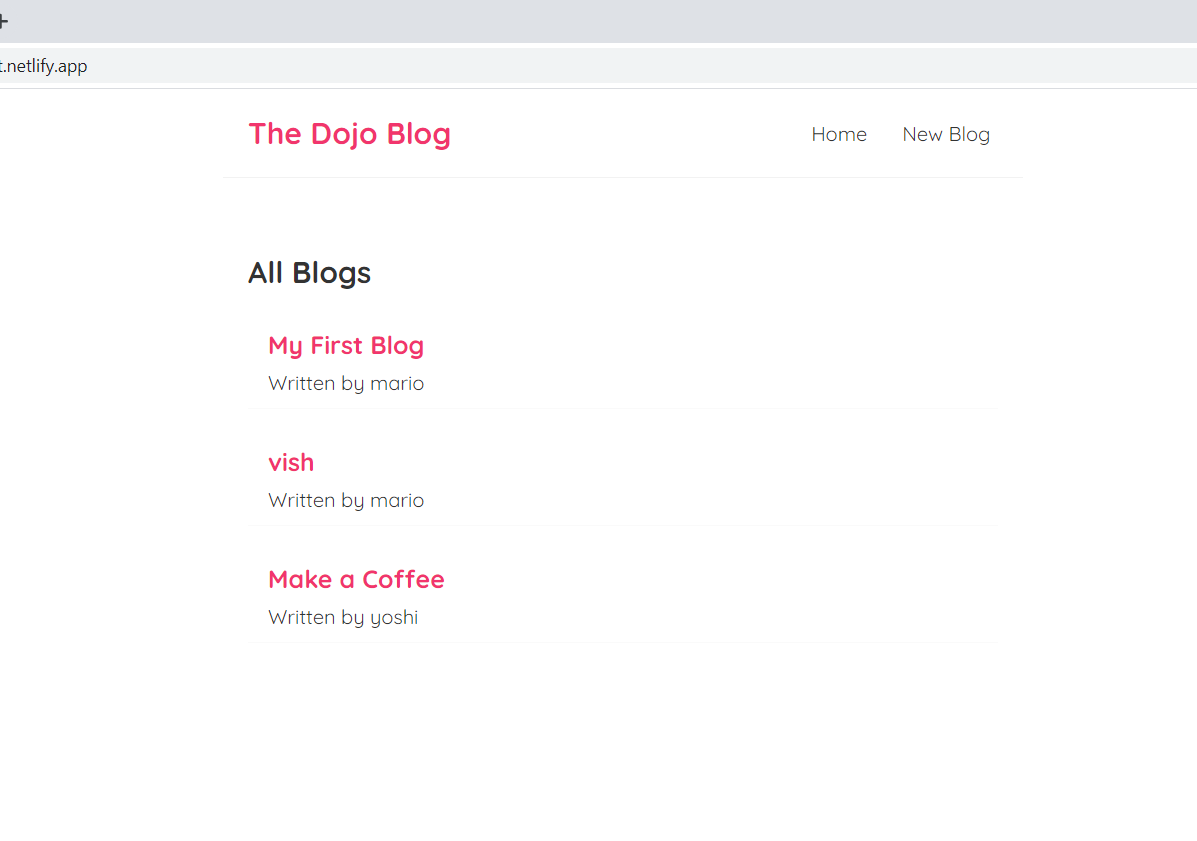 t.netlify.app
The Dojo Blog
Home New Blog
All Blogs
My First Blog
Written by mario
vish
Written by mario
Make a Coffee
Written by yoshi